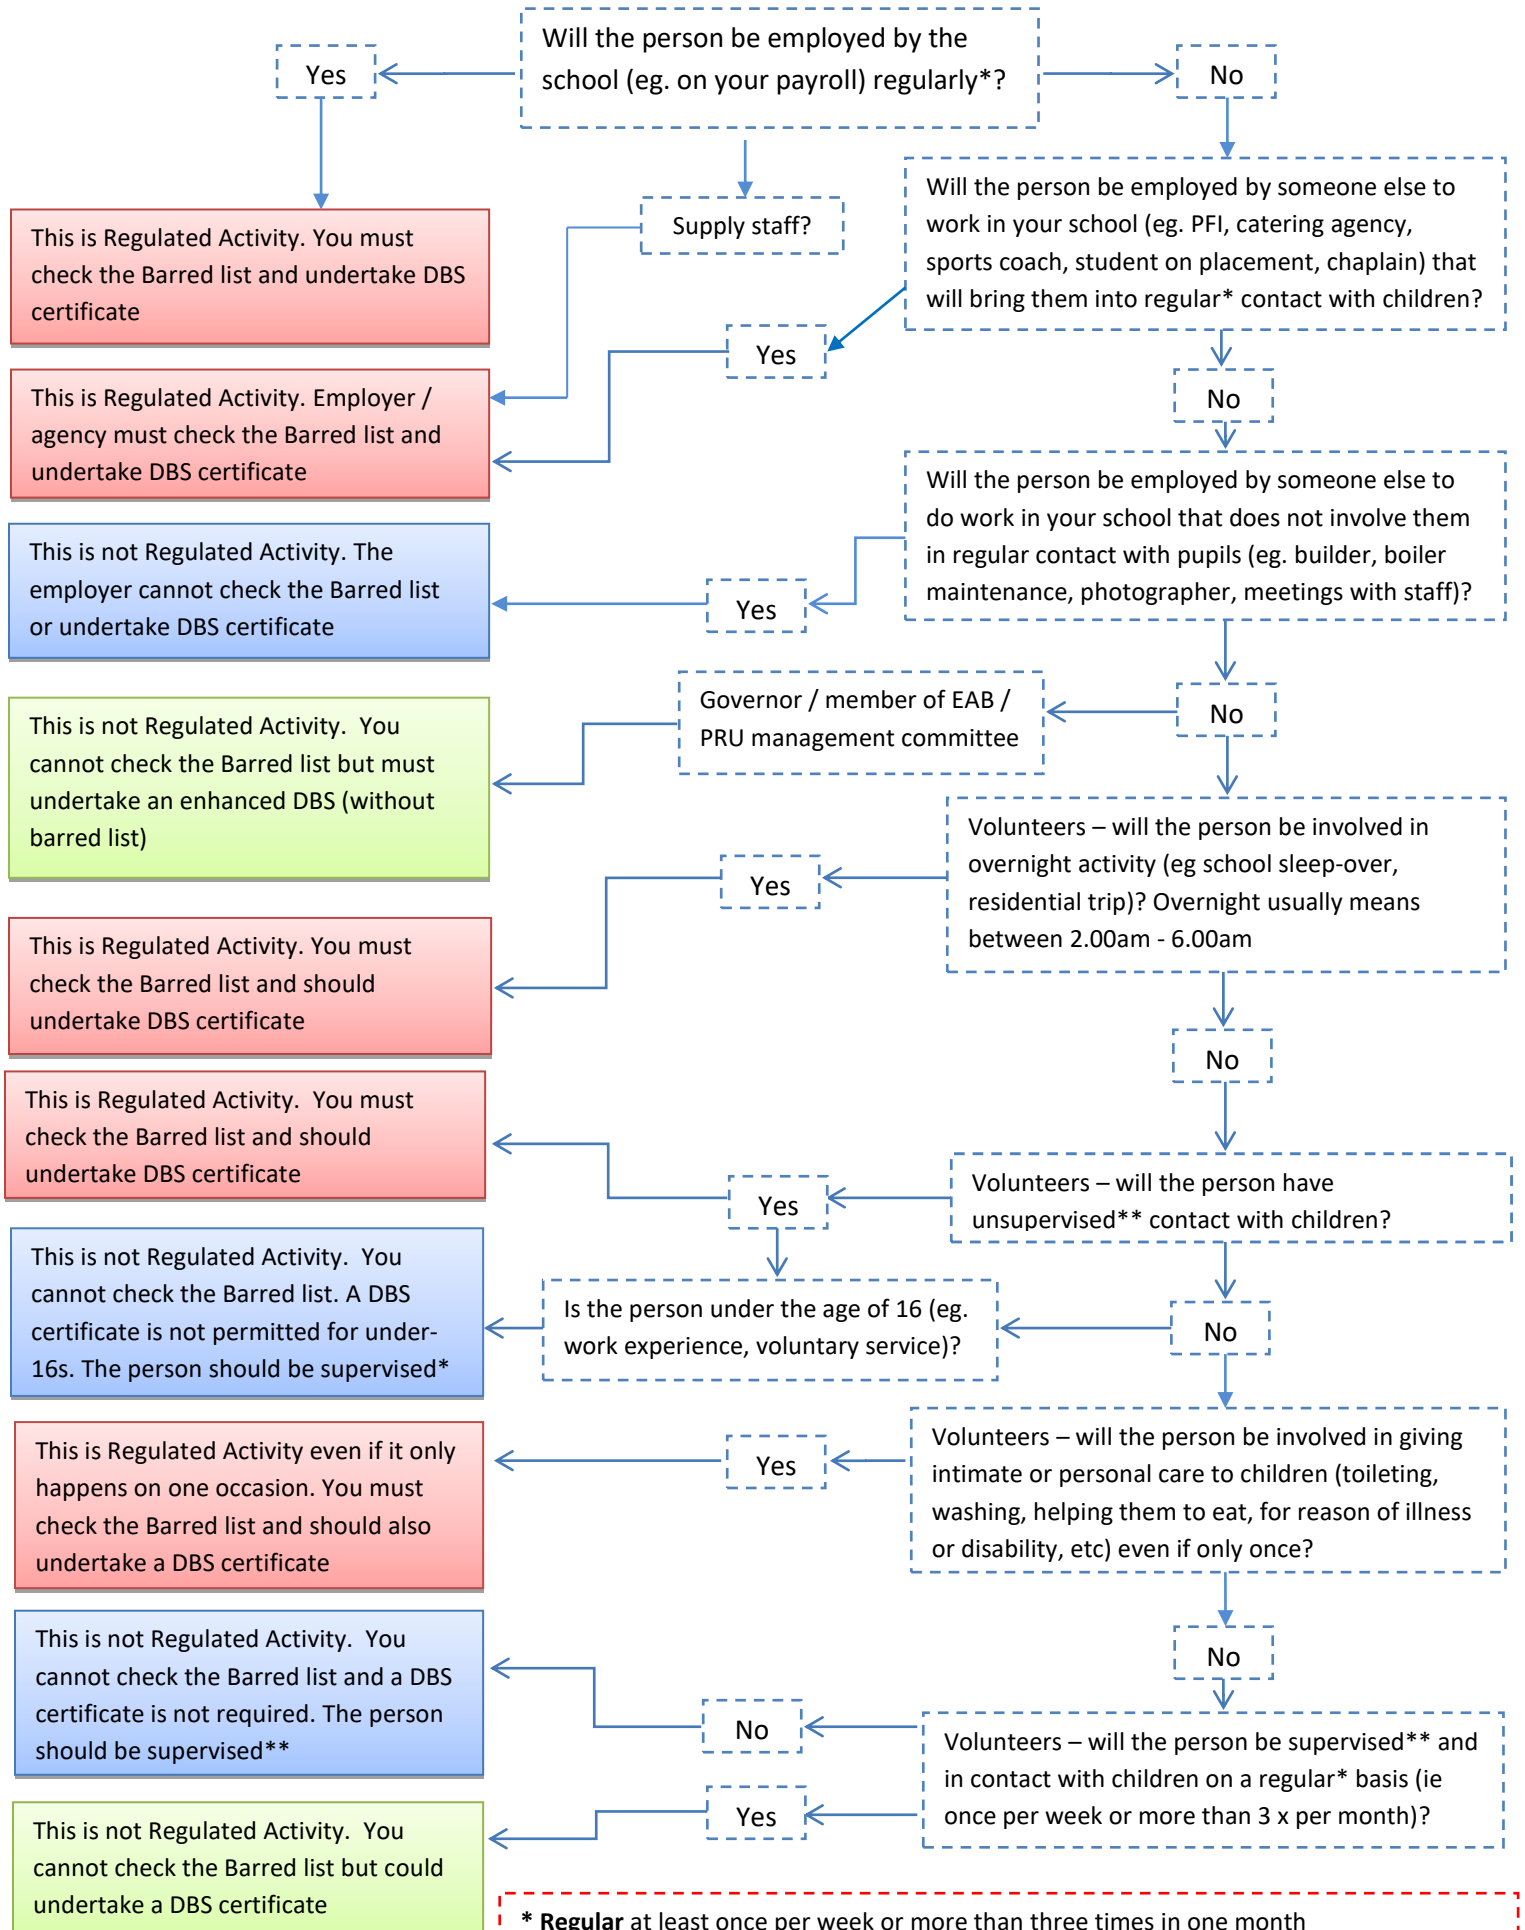 Will the person be employed by the
school (eg. on your payroll) regularly*?
Yes
No
Supply staff?
This is Regulated Activity. You must
check the Barred list and undertake DBS
certificate
Will the person be employed by someone else to
work in your school (eg. PFI, catering agency,
sports coach, student on placement, chaplain) that
will bring them into regular* contact with children?
Yes
No
This is Regulated Activity. Employer /
agency must check the Barred list and
undertake DBS certificate
Will the person be employed by someone else to
do work in your school that does not involve them
in regular contact with pupils (eg. builder, boiler
maintenance, photographer, meetings with staff)?
Yes
This is not Regulated Activity. The
employer cannot check the Barred list
or undertake DBS certificate
No
Governor / member of EAB /
PRU management committee
This is not Regulated Activity.  You
cannot check the Barred list but must
undertake an enhanced DBS (without
barred list)
Volunteers – will the person be involved in
overnight activity (eg school sleep-over,
residential trip)? Overnight usually means
between 2.00am - 6.00am
Yes
This is Regulated Activity. You must
check the Barred list and should
undertake DBS certificate
No
Volunteers – will the person have
unsupervised** contact with children?
Yes
This is Regulated Activity.  You must
check the Barred list and should
undertake DBS certificate
No
Is the person under the age of 16 (eg.
work experience, voluntary service)?
This is not Regulated Activity.  You
cannot check the Barred list. A DBS
certificate is not permitted for under-
16s. The person should be supervised*
Volunteers – will the person be involved in giving
intimate or personal care to children (toileting,
washing, helping them to eat, for reason of illness
or disability, etc) even if only once?
Yes
This is Regulated Activity even if it only
happens on one occasion. You must
check the Barred list and should also
undertake a DBS certificate
No
Volunteers – will the person be supervised** and
in contact with children on a regular* basis (ie
once per week or more than 3 x per month)?
No
This is not Regulated Activity.  You
cannot check the Barred list and a DBS
certificate is not required. The person
should be supervised**
Yes
This is not Regulated Activity.  You
cannot check the Barred list but could
undertake a DBS certificate
* Regular at least once per week or more than three times in one month